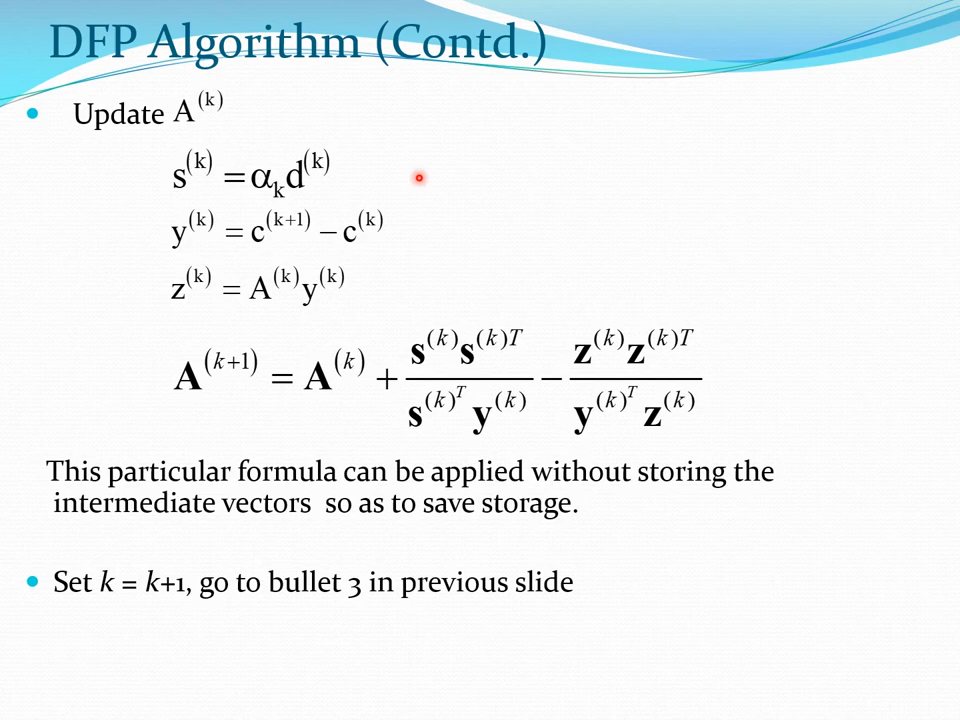 DFP Algorithm (Contd.)
• Update A^(k)
s^(k) = α_k d^(k)
y^(k) = c^(k+1) − c^(k)
z^(k) = A^(k) y^(k)
A^(k+1) = A^(k) + (s^(k) s^(k)T) / (s^(k)^T y^(k)) − (z^(k) z^(k)T) / (y^(k)^T z^(k))
This particular formula can be applied without storing the
intermediate vectors so as to save storage.
• Set k = k+1, go to bullet 3 in previous slide